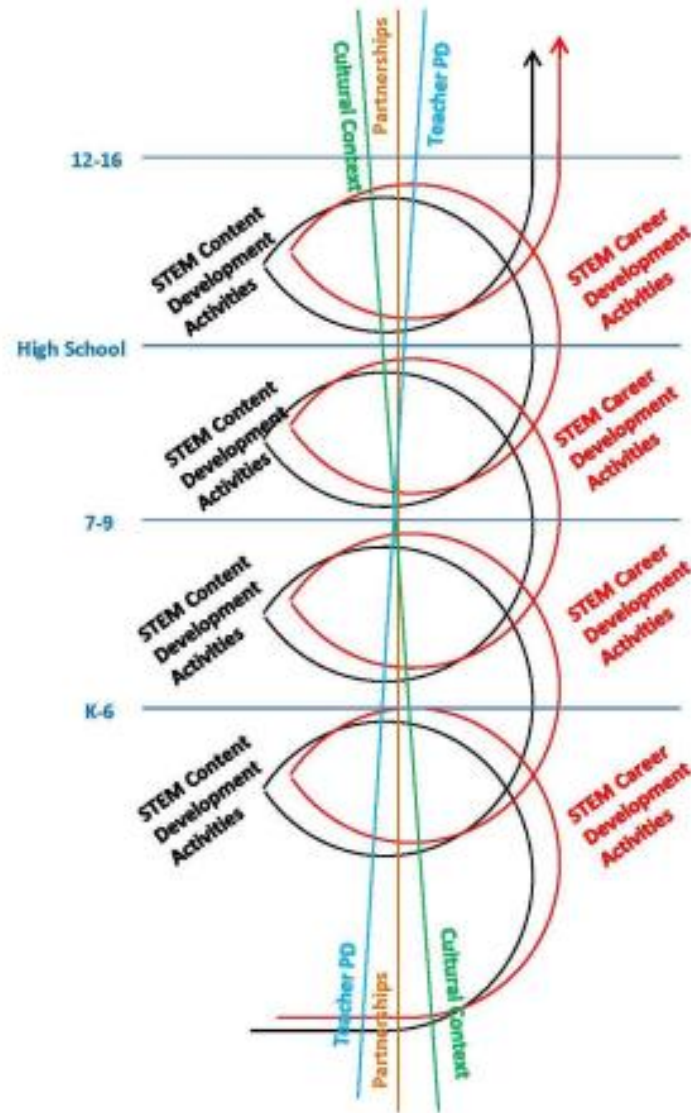 Cultural Context
Partnerships
Teacher PD
12-16
STEM Content
Development
Activities
STEM Career
Development
Activities
High School
STEM Content
Development
Activities
STEM Career
Development
Activities
7-9
STEM Content
Development
Activities
STEM Career
Development
Activities
K-6
STEM Content
Development
Activities
STEM Career
Development
Activities
Teacher PD
Partnerships
Cultural Context